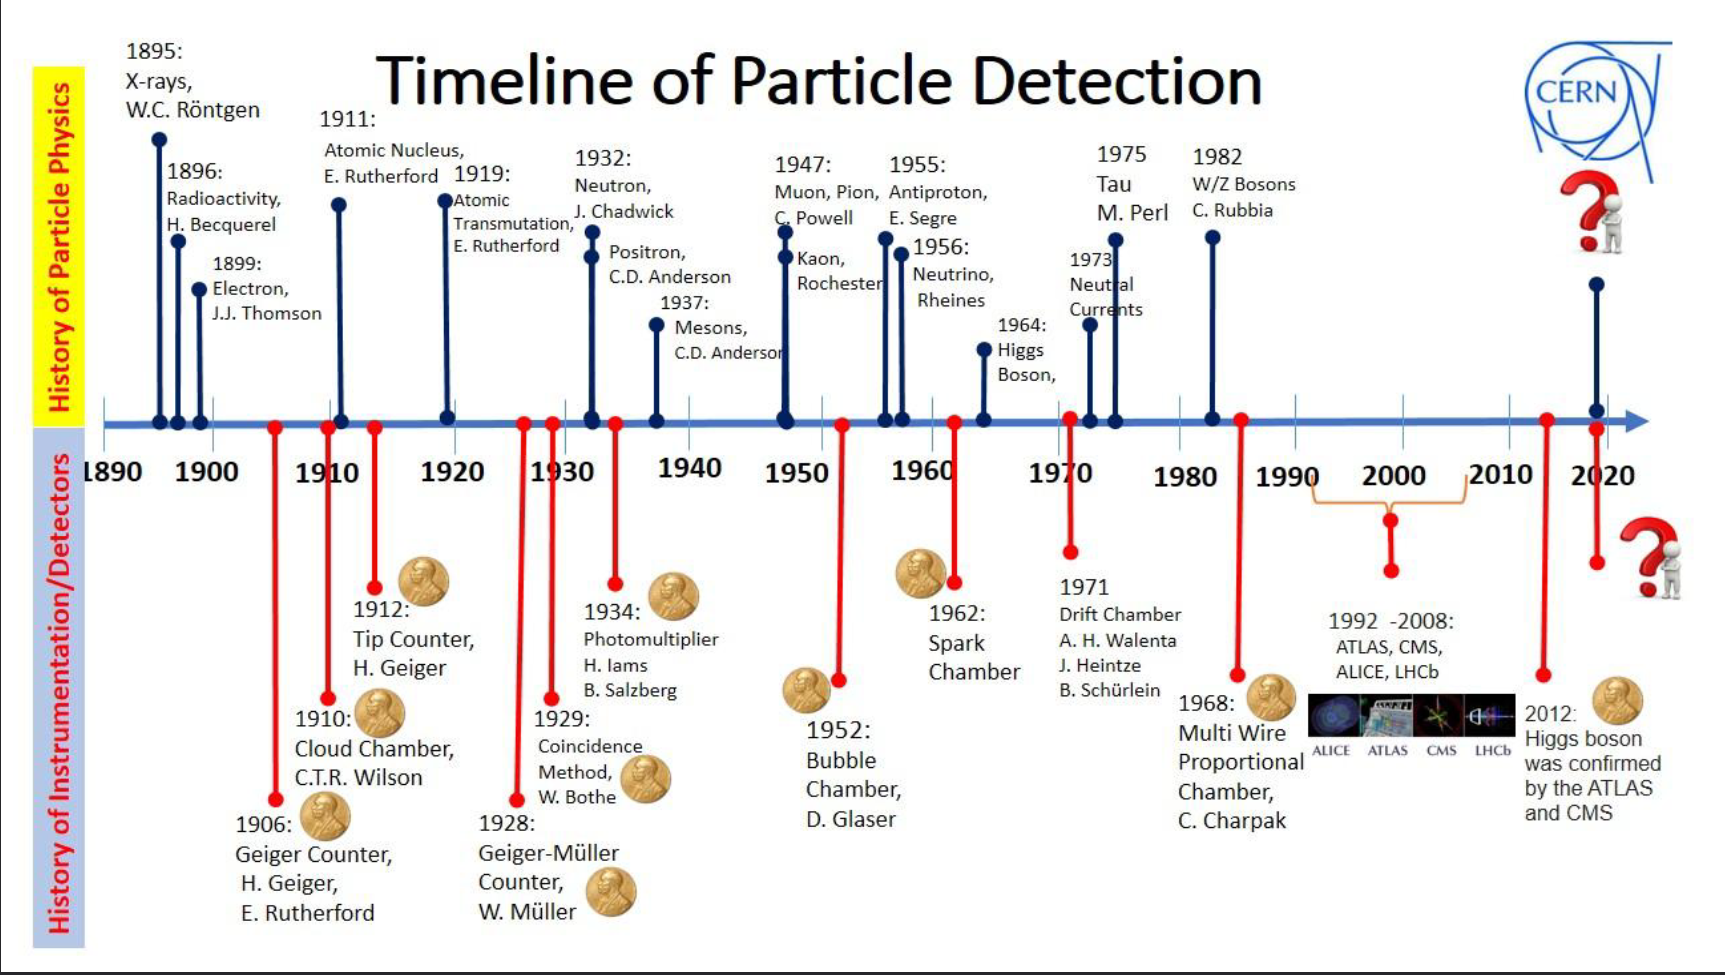 Timeline of Particle Detection
CERN
History of Particle Physics
1895:
X-rays,
W.C. Röntgen
1896:
Radioactivity,
H. Becquerel
1899:
Electron,
J.J. Thomson
1911:
Atomic Nucleus,
E. Rutherford
1919:
Atomic
Transmutation,
E. Rutherford
1932:
Neutron,
J. Chadwick
Positron,
C.D. Anderson
1937:
Mesons,
C.D. Anderson
1947:
Muon, Pion,
C. Powell
Kaon,
Rochester
1955:
Antiproton,
E. Segre
1956:
Neutrino,
Rheines
1964:
Higgs
Boson,
1973
Neutral
Currents
1975
Tau
M. Perl
1982
W/Z Bosons
C. Rubbia
1890 1900 1910 1920 1930 1940 1950 1960 1970 1980 1990 2000 2010 2020
History of Instrumentation/Detectors
1906:
Geiger Counter,
H. Geiger,
E. Rutherford
1910:
Cloud Chamber,
C.T.R. Wilson
1912:
Tip Counter,
H. Geiger
1928:
Geiger-Müller
Counter,
W. Müller
1929:
Coincidence
Method,
W. Bothe
1934:
Photomultiplier
H. Iams
B. Salzberg
1952:
Bubble
Chamber,
D. Glaser
1962:
Spark
Chamber
1971
Drift Chamber
A. H. Walenta
J. Heintze
B. Schürlein
1968:
Multi Wire
Proportional
Chamber,
C. Charpak
1992 -2008:
ATLAS, CMS,
ALICE, LHCb
ALICE ATLAS CMS LHCb
2012:
Higgs boson
was confirmed
by the ATLAS
and CMS